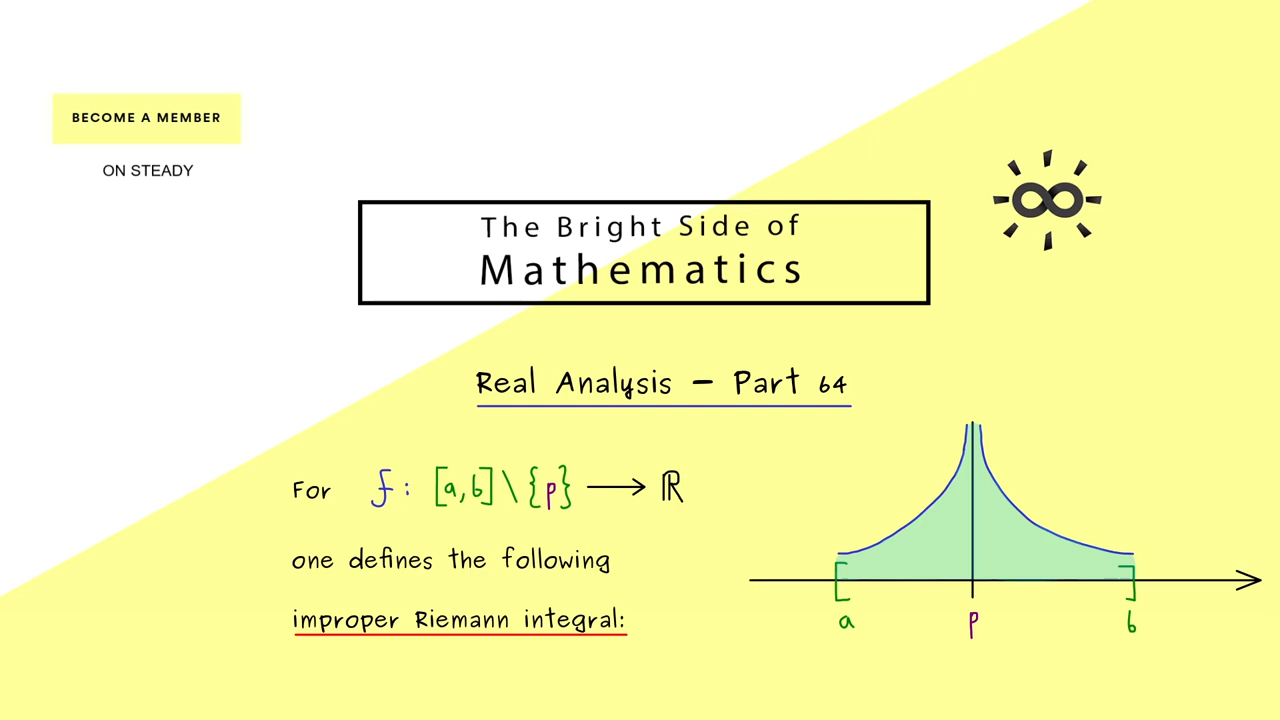 BECOME A MEMBER
ON STEADY
The Bright Side of
Mathematics
Real Analysis – Part 64
For f : [a,b] \ {p} ⟶ ℝ
one defines the following
improper Riemann integral:
a p b